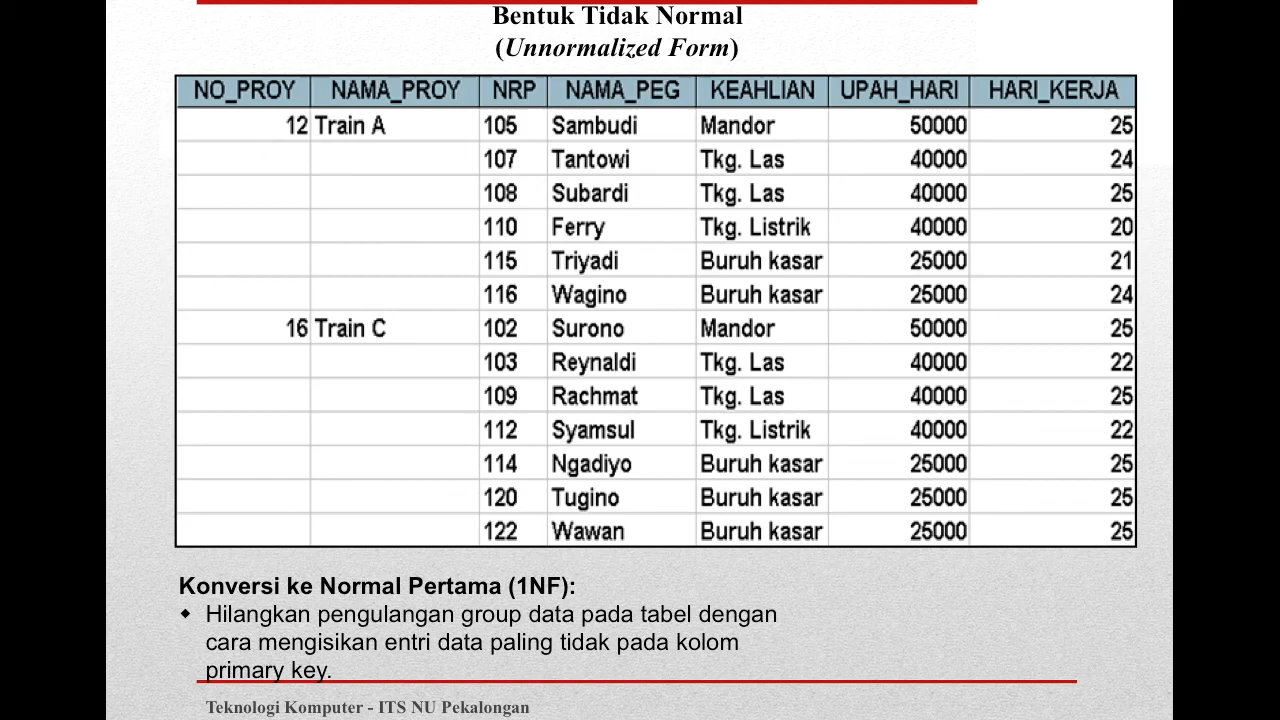 Bentuk Tidak Normal
(Unnormalized Form)
NO_PROY NAMA_PROY NRP NAMA_PEG KEAHLIAN UPAH_HARI HARI_KERJA
12 Train A 105 Sambudi Mandor 50000 25
107 Tantowi Tkg. Las 40000 24
108 Subardi Tkg. Las 40000 25
110 Ferry Tkg. Listrik 40000 20
115 Triyadi Buruh kasar 25000 21
116 Wagino Buruh kasar 25000 24
16 Train C 102 Surono Mandor 50000 25
103 Reynaldi Tkg. Las 40000 22
109 Rachmat Tkg. Las 40000 25
112 Syamsul Tkg. Listrik 40000 22
114 Ngadiyo Buruh kasar 25000 25
120 Tugino Buruh kasar 25000 25
122 Wawan Buruh kasar 25000 25
Konversi ke Normal Pertama (1NF):
◆ Hilangkan pengulangan group data pada tabel dengan
cara mengisikan entri data paling tidak pada kolom
primary key.
Teknologi Komputer - ITS NU Pekalongan